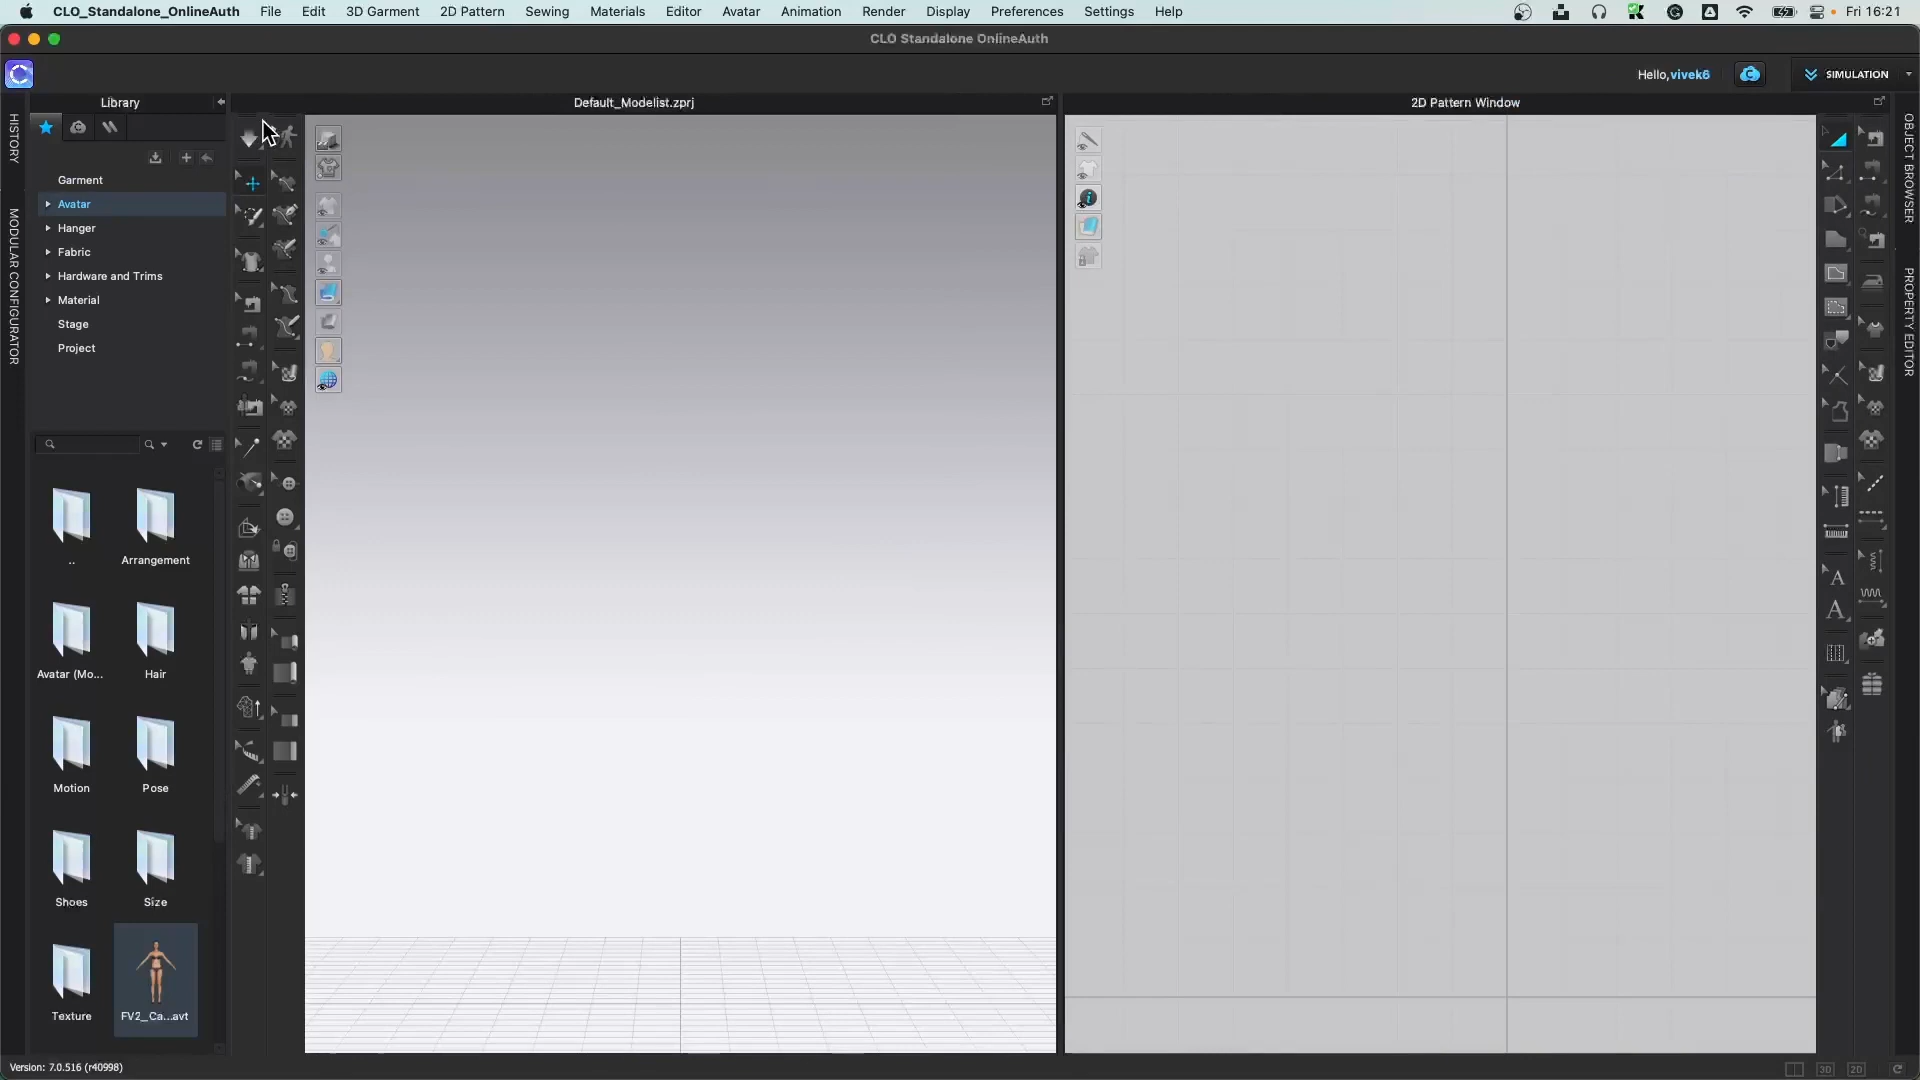 CLO_Standalone_OnlineAuth File Edit 3D Garment 2D Pattern Sewing Materials Editor Avatar Animation Render Display Preferences Settings Help Fri 16:21
CLO Standalone OnlineAuth
Hello,vivek6 SIMULATION
Library
Default_Modelist.zprj
2D Pattern Window
HISTORY
MODULAR CONFIGURATOR
Garment
Avatar
Hanger
Fabric
Hardware and Trims
Material
Stage
Project
..
Arrangement
Avatar (Mo...
Hair
Motion
Pose
Shoes
Size
Texture
FV2_Ca...avt
OBJECT BROWSER
PROPERTY EDITOR
Version: 7.0.516 (r40998)
3D 2D